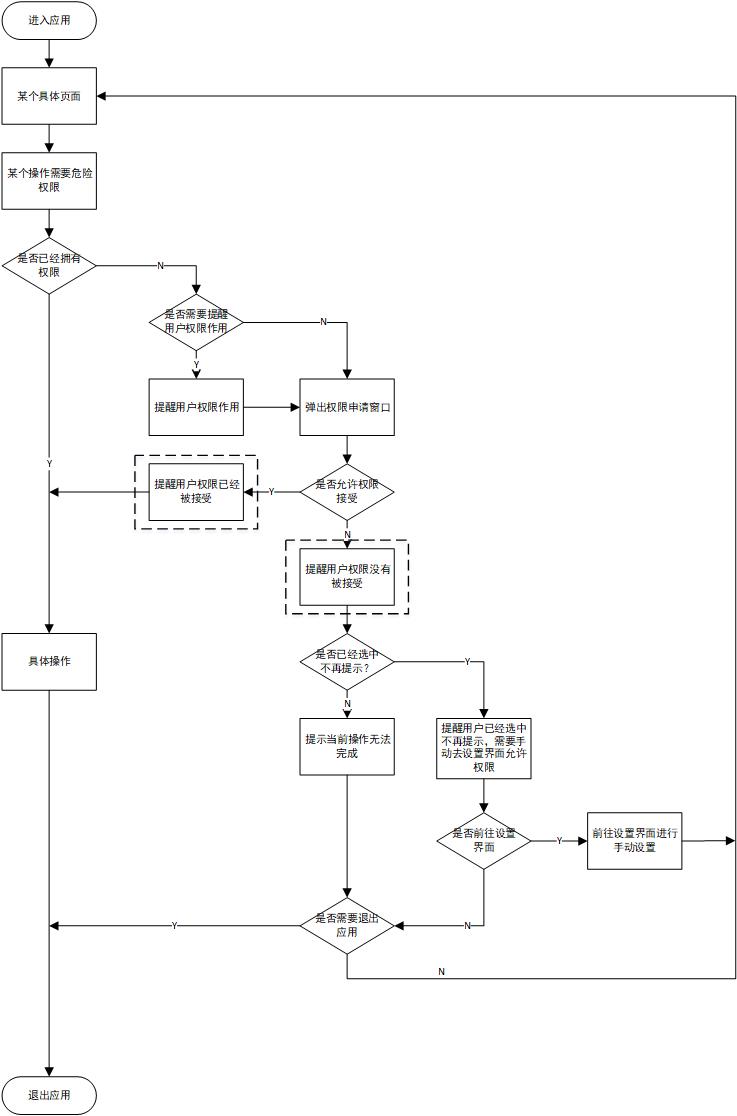 进入应用
某个具体页面
某个操作需要危险
权限
是否已经拥有
权限
N
是否需要提醒
用户权限作用
N
Y
提醒用户权限作用
弹出权限申请窗口
Y
提醒用户权限已经
被接受
Y
是否允许权限
接受
N
提醒用户权限没有
被接受
具体操作
是否已经选中
不再提示？
Y
N
提示当前操作无法
完成
提醒用户已经选中
不再提示，需要手
动去设置界面允许
权限
是否前往设置
界面
Y
前往设置界面进行
手动设置
Y
是否需要退出
应用
N
N
退出应用